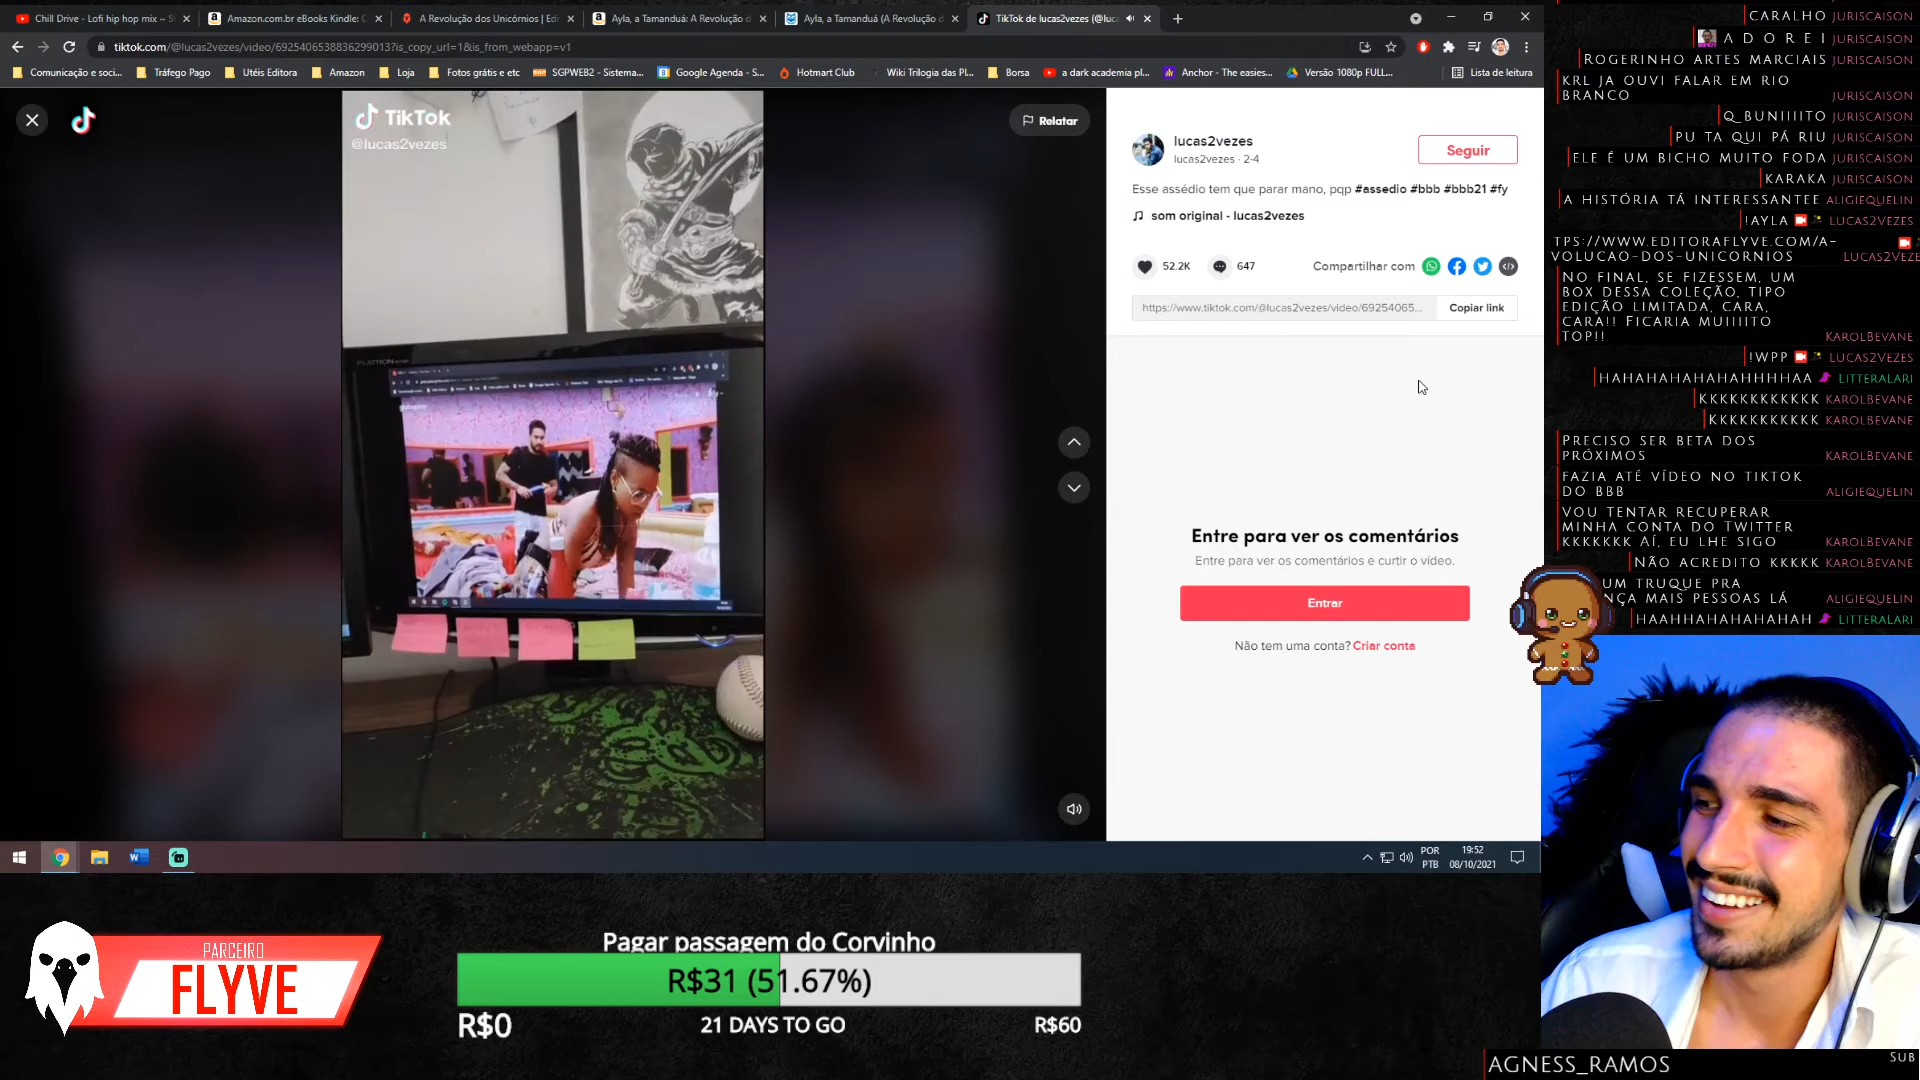 Chill Drive - Lofi hip hop mix ~ S
Amazon.com.br eBooks Kindle: C
A Revolução dos Unicórnios | Edi
Ayla, a Tamanduá: A Revolução d
Ayla, a Tamanduá (A Revolução d
TikTok de lucas2vezes (@luca
tiktok.com/@lucas2vezes/video/6925406538836299013?is_copy_url=1&is_from_webapp=v1
Comunicação e soci...
Tráfego Pago
Utéis Editora
Amazon
Loja
Fotos grátis e etc
SGPWEB2 - Sistema...
Google Agenda - S...
Hotmart Club
Wiki Trilogia das Pl...
Borsa
a dark academia pl...
Anchor - The easies...
Versão 1080p FULL...
Lista de leitura
TikTok
@lucas2vezes
Relatar
lucas2vezes
lucas2vezes · 2-4
Seguir
Esse assédio tem que parar mano, pqp #assedio #bbb #bbb21 #fy
som original - lucas2vezes
52.2K
647
Compartilhar com
https://www.tiktok.com/@lucas2vezes/video/69254065...
Copiar link
Entre para ver os comentários
Entre para ver os comentários e curtir o vídeo.
Entrar
Não tem uma conta? Criar conta
CARALHO JURISCAISON
ADOREI JURISCAISON
ROGERINHO ARTES MARCIAIS JURISCAISON
KRL JA OUVI FALAR EM RIO
BRANCO JURISCAISON
Q BUNIIIITO JURISCAISON
PU TA QUI PÁ RIU JURISCAISON
ELE É UM BICHO MUITO FODA JURISCAISON
KARAKA JURISCAISON
A HISTÓRIA TÁ INTERESSANTEE ALIGIEQUELIN
!AYLA LUCAS2VEZES
TPS://WWW.EDITORAFLYVE.COM/A-
VOLUCAO-DOS-UNICORNIOS LUCAS2VEZE
NO FINAL, SE FIZESSEM, UM
BOX DESSA COLEÇÃO, TIPO
EDIÇÃO LIMITADA, CARA,
CARA!! FICARIA MUIIIITO
TOP!! KAROLBEVANE
!WPP LUCAS2VEZES
HAHAHAHAHAHHHHAA LITTERALARI
KKKKKKKKKKKK KAROLBEVANE
KKKKKKKKKKK KAROLBEVANE
PRECISO SER BETA DOS
PRÓXIMOS KAROLBEVANE
FAZIA ATÉ VÍDEO NO TIKTOK
DO BBB ALIGIEQUELIN
VOU TENTAR RECUPERAR
MINHA CONTA DO TWITTER
KKKKKKK AÍ, EU LHE SIGO KAROLBEVANE
NÃO ACREDITO KKKKK KAROLBEVANE
UM TRUQUE PRA
NÇA MAIS PESSOAS LÁ ALIGIEQUELIN
HAAHHAHAHAHAHAH LITTERALARI
POR
PTB
19:52
08/10/2021
PARCEIRO
FLYVE
Pagar passagem do Corvinho
R$31 (51.67%)
R$0
21 DAYS TO GO
R$60
AGNESS_RAMOS
SUB